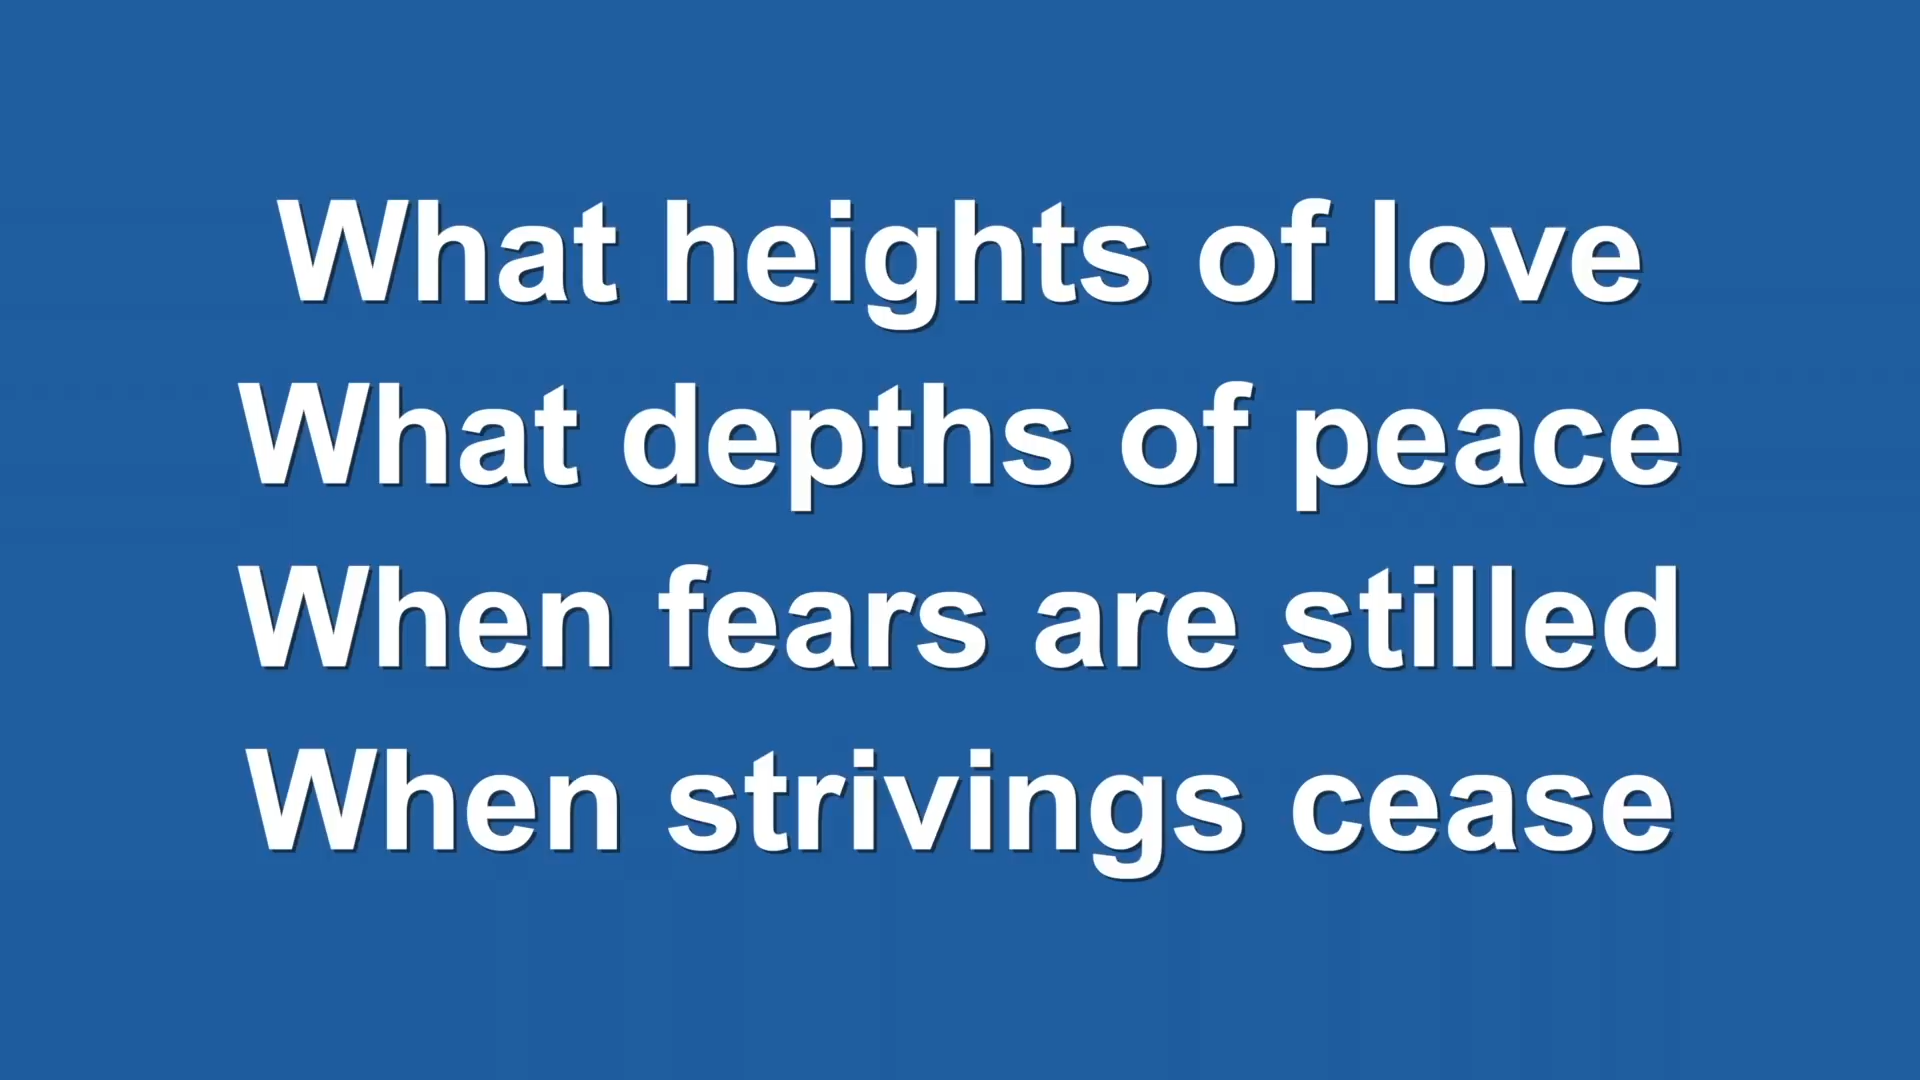 What heights of love
What depths of peace
When fears are stilled
When strivings cease